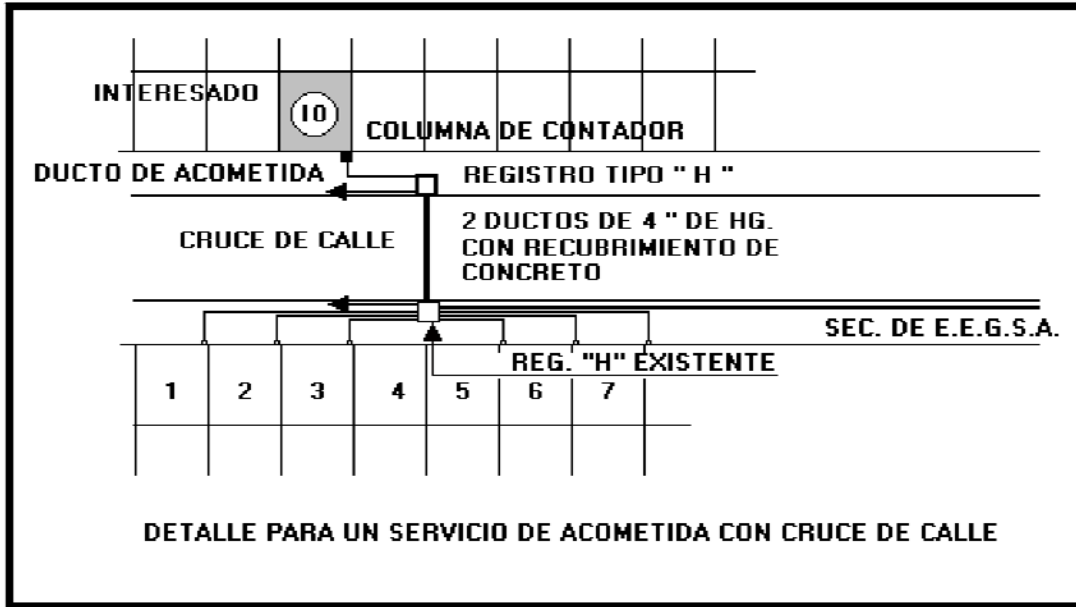 INTERESADO
10
COLUMNA DE CONTADOR
DUCTO DE ACOMETIDA
REGISTRO TIPO " H "
CRUCE DE CALLE
2 DUCTOS DE 4 " DE HG.
CON RECUBRIMIENTO DE
CONCRETO
SEC. DE E.E.G.S.A.
REG. "H" EXISTENTE
1 2 3 4 5 6 7
DETALLE PARA UN SERVICIO DE ACOMETIDA CON CRUCE DE CALLE